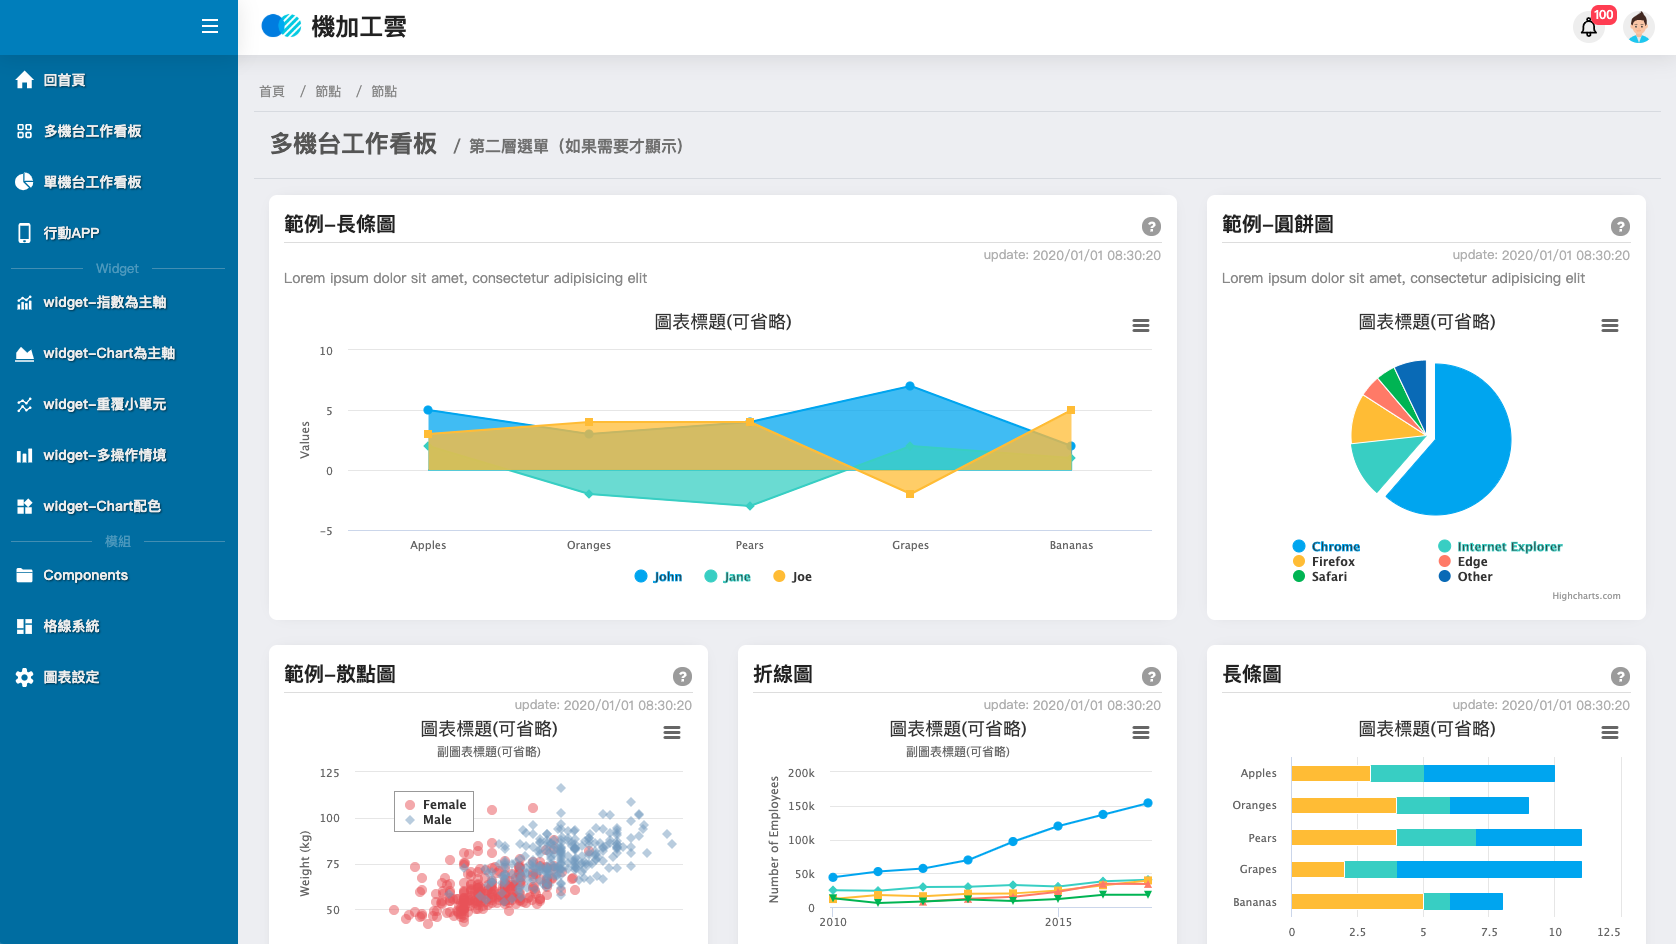 機加工雲
100
回首頁
多機台工作看板
單機台工作看板
行動APP
Widget
widget-指數為主軸
widget-Chart為主軸
widget-重覆小單元
widget-多操作情境
widget-Chart配色
模組
Components
格線系統
圖表設定
首頁 / 節點 / 節點
多機台工作看板 / 第二層選單（如果需要才顯示）
範例-長條圖
?
update: 2020/01/01 08:30:20
Lorem ipsum dolor sit amet, consectetur adipisicing elit
圖表標題(可省略)
Values
10
5
0
-5
Apples Oranges Pears Grapes Bananas
John Jane Joe
範例-圓餅圖
?
update: 2020/01/01 08:30:20
Lorem ipsum dolor sit amet, consectetur adipisicing elit
圖表標題(可省略)
Chrome Internet Explorer
Firefox Edge
Safari Other
Highcharts.com
範例-散點圖
?
update: 2020/01/01 08:30:20
圖表標題(可省略)
副圖表標題(可省略)
Weight (kg)
125
100
75
50
Female
Male
折線圖
?
update: 2020/01/01 08:30:20
圖表標題(可省略)
副圖表標題(可省略)
Number of Employees
200k
150k
100k
50k
0
2010 2015
長條圖
?
update: 2020/01/01 08:30:20
圖表標題(可省略)
Apples
Oranges
Pears
Grapes
Bananas
0 2.5 5 7.5 10 12.5